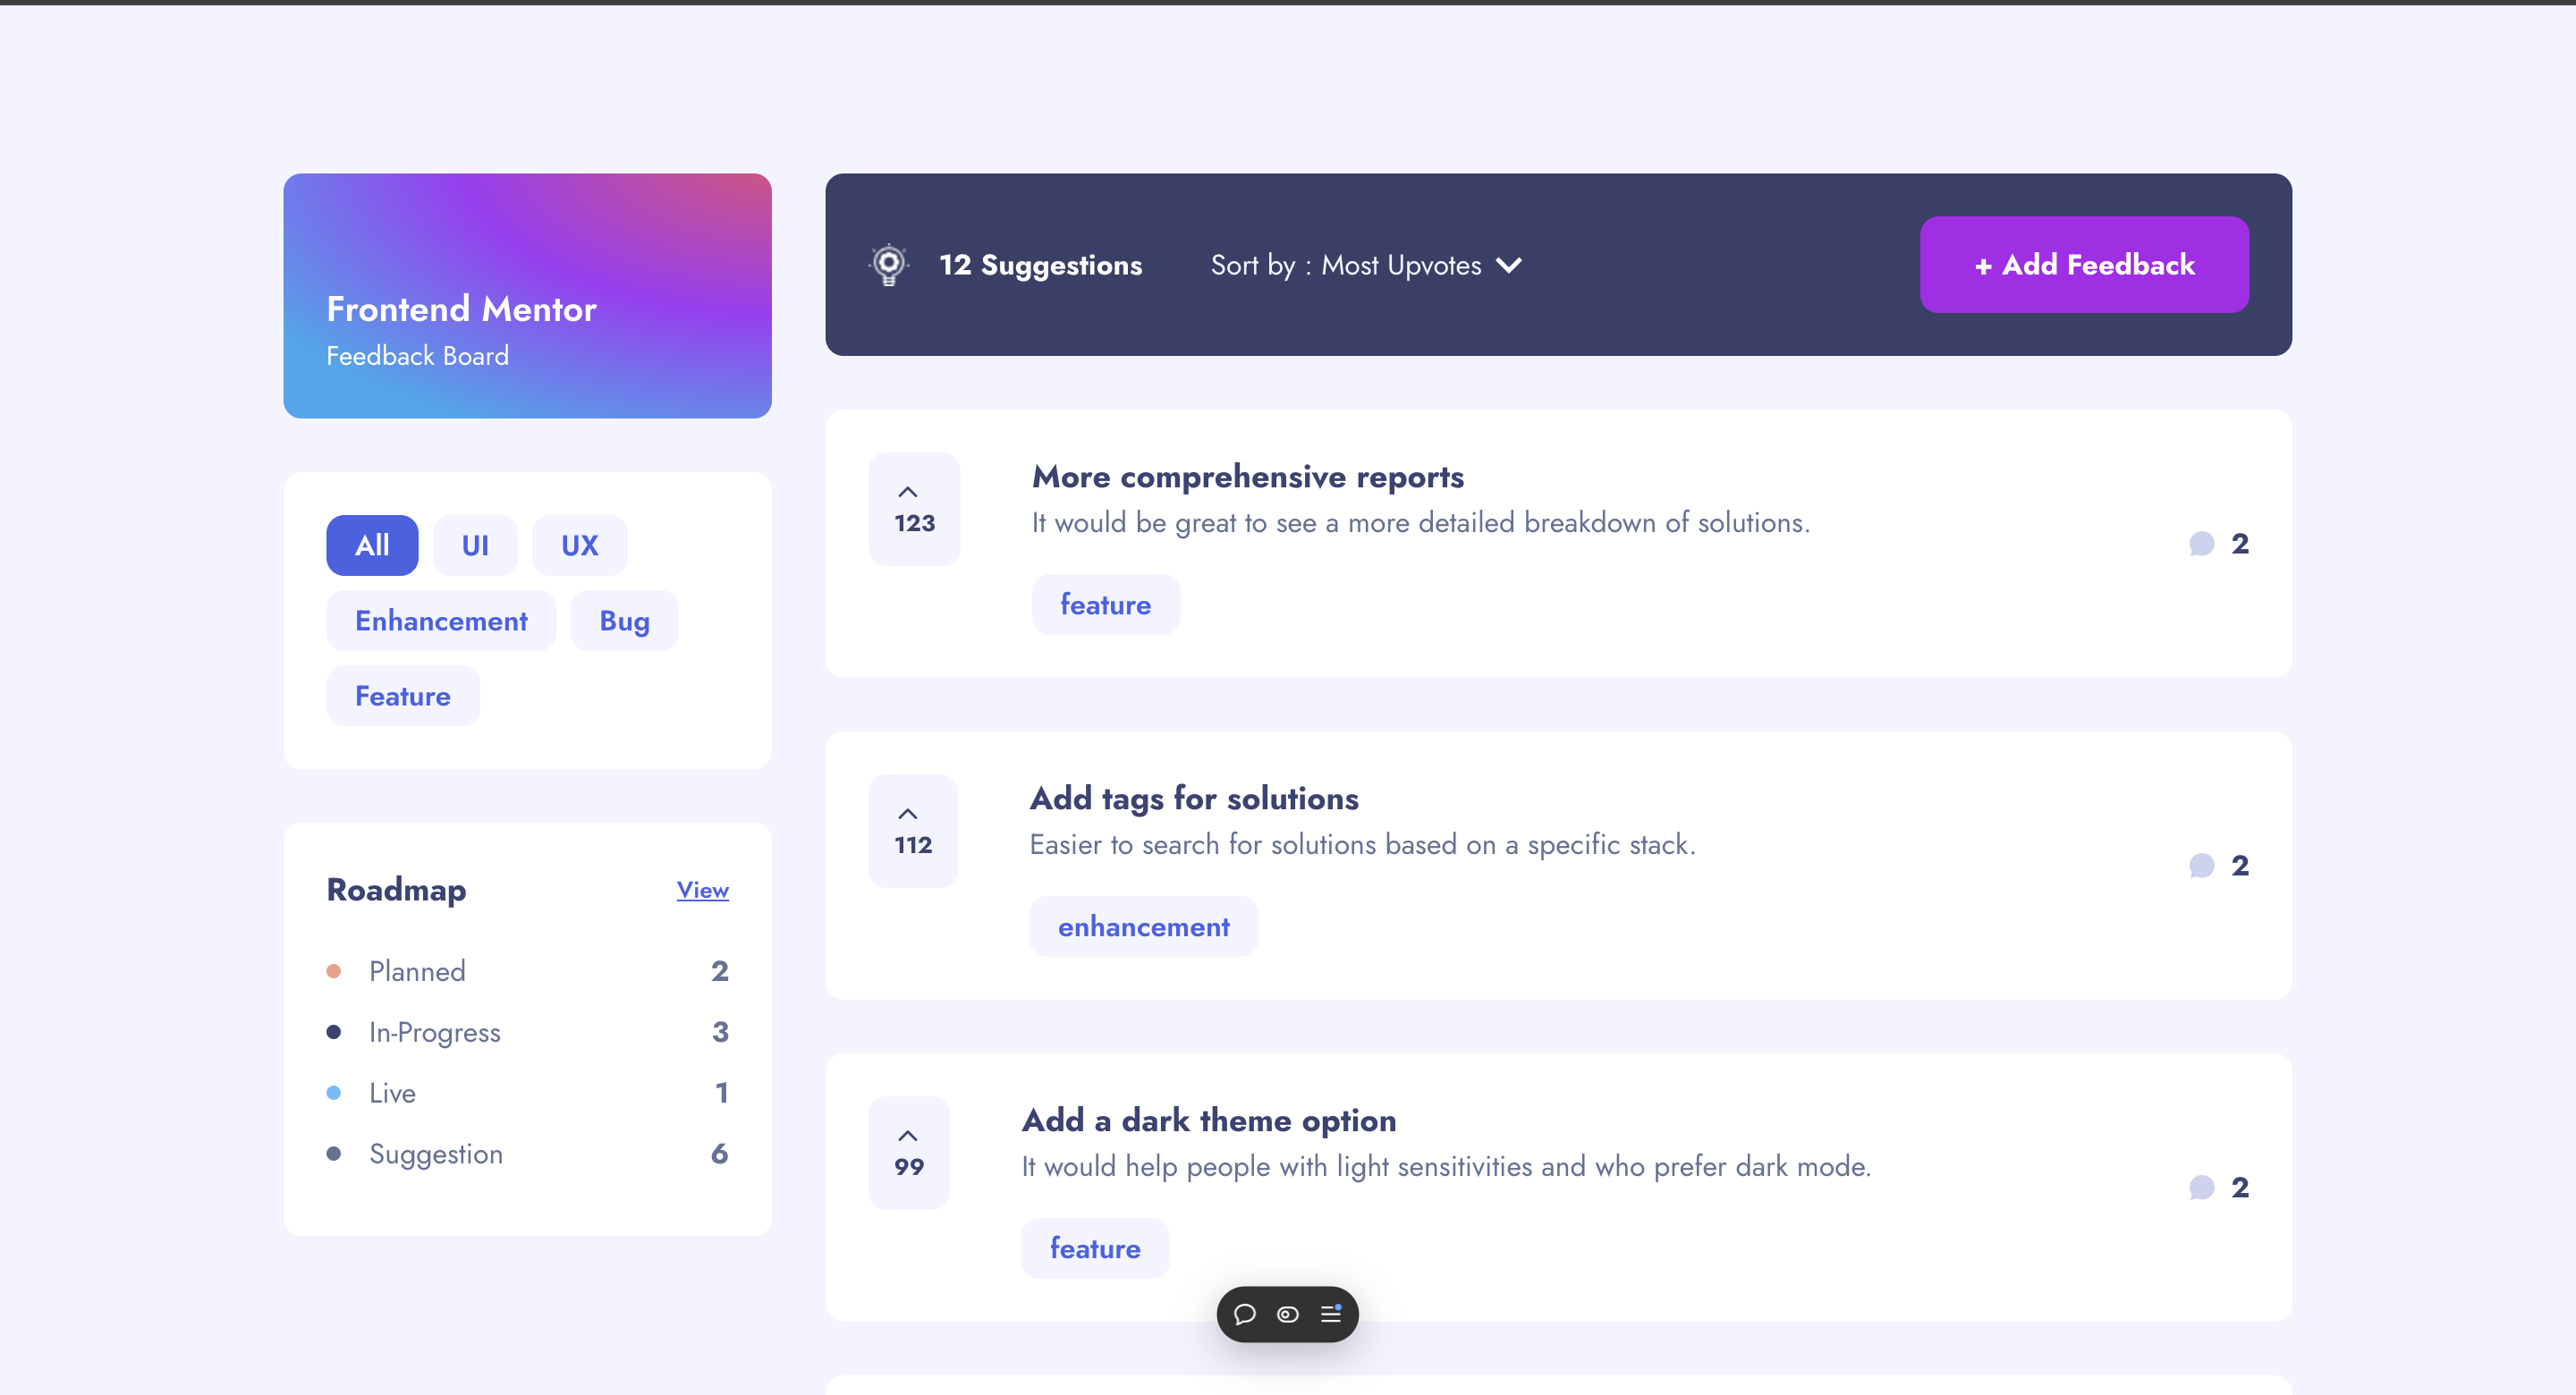 Frontend Mentor
Feedback Board
All UI UX
Enhancement Bug
Feature
Roadmap View
Planned 2
In-Progress 3
Live 1
Suggestion 6
12 Suggestions Sort by : Most Upvotes + Add Feedback
More comprehensive reports
It would be great to see a more detailed breakdown of solutions.
123
feature
2
Add tags for solutions
Easier to search for solutions based on a specific stack.
112
enhancement
2
Add a dark theme option
It would help people with light sensitivities and who prefer dark mode.
99
feature
2